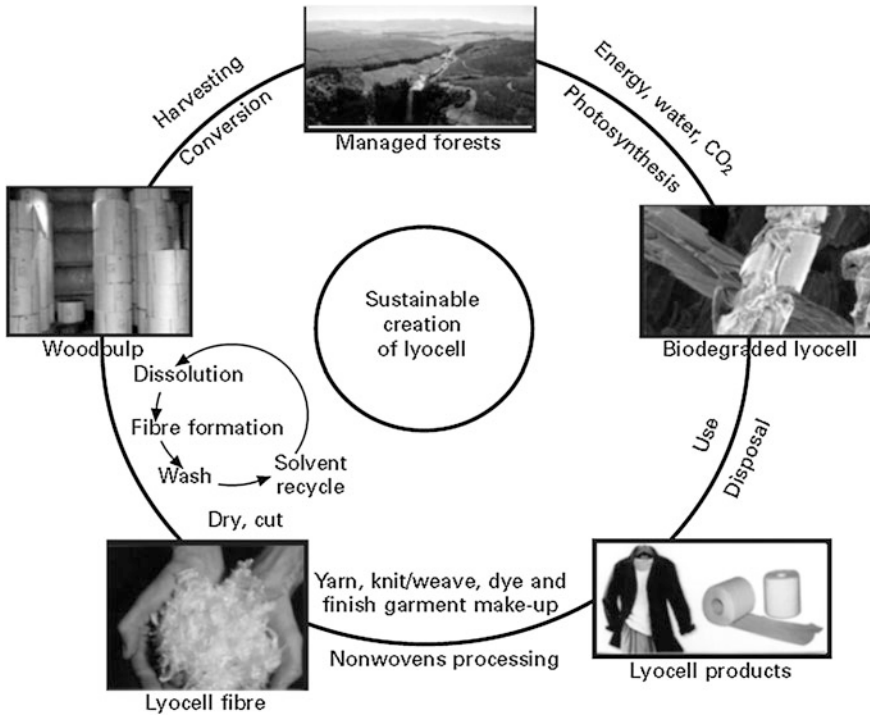 Harvesting
Conversion
Managed forests
Energy, water, CO₂
Photosynthesis
Woodpulp
Sustainable
creation
of lyocell
Biodegraded lyocell
Dissolution
Fibre formation
Wash
Solvent
recycle
Dry, cut
Use
Disposal
Yarn, knit/weave, dye and
finish garment make-up
Nonwovens processing
Lyocell fibre
Lyocell products